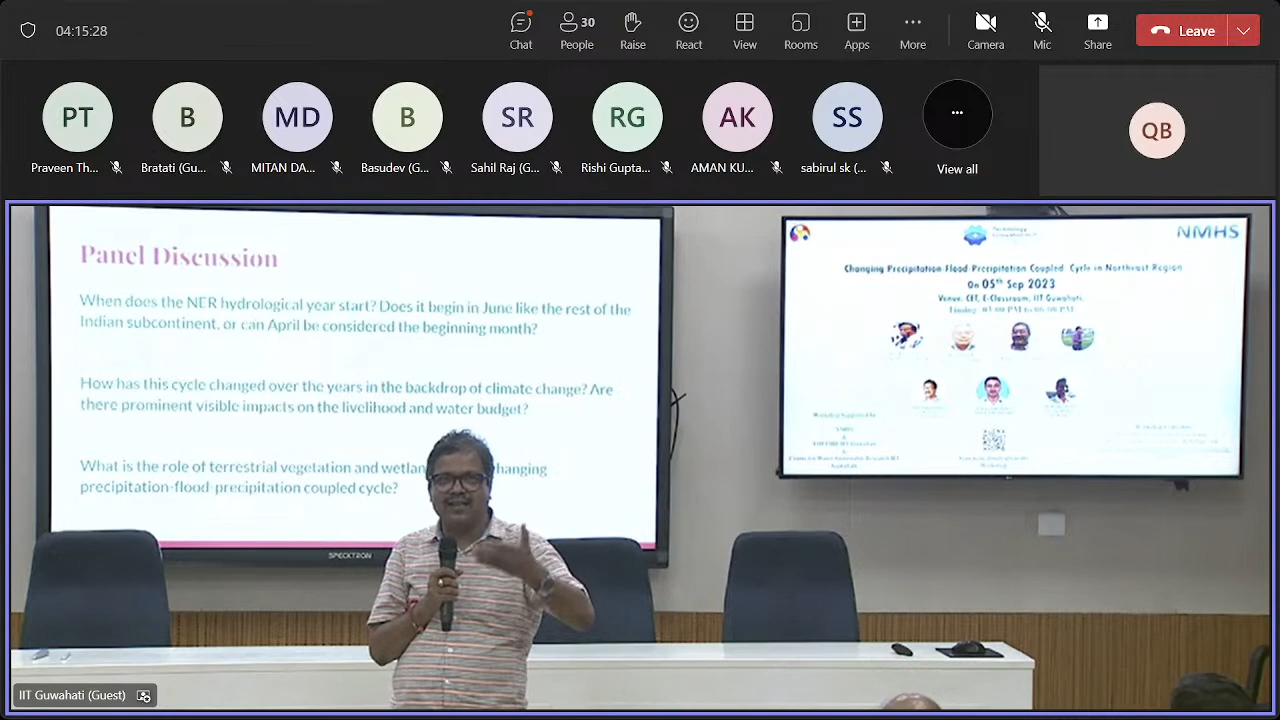 04:15:28
Chat
30
People
Raise
React
View
Rooms
Apps
More
Camera
Mic
Share
Leave
PT
B
MD
B
SR
RG
AK
SS
QB
Praveen Th...
Bratati (Gu...
MITAN DA...
Basudev (G...
Sahil Raj (G...
Rishi Gupta...
AMAN KU...
sabirul sk (...
View all
Panel Discussion
When does the NER hydrological year start? Does it begin in June like the rest of the
Indian subcontinent, or can April be considered the beginning month?
How has this cycle changed over the years in the backdrop of climate change? Are
there prominent visible impacts on the livelihood and water budget?
What is the role of terrestrial vegetation and wetlan hanging
precipitation-flood-precipitation coupled cycle?
SPECKTRON
NMHS
Changing Precipitation Flood-Precipitation Coupled Cycle in Northeast Region
On 05th Sep 2023
Venue: CET, E-Classroom, IIT Guwahati.
IIT Guwahati (Guest)